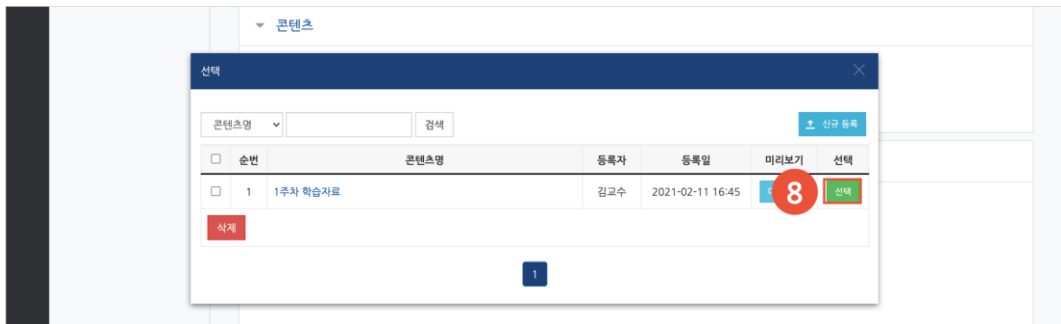 콘텐츠
선택
콘텐츠명 검색 신규 등록
순번 콘텐츠명 등록자 등록일 미리보기 선택
1 1주차 학습자료 김교수 2021-02-11 16:45 8 선택
삭제
1